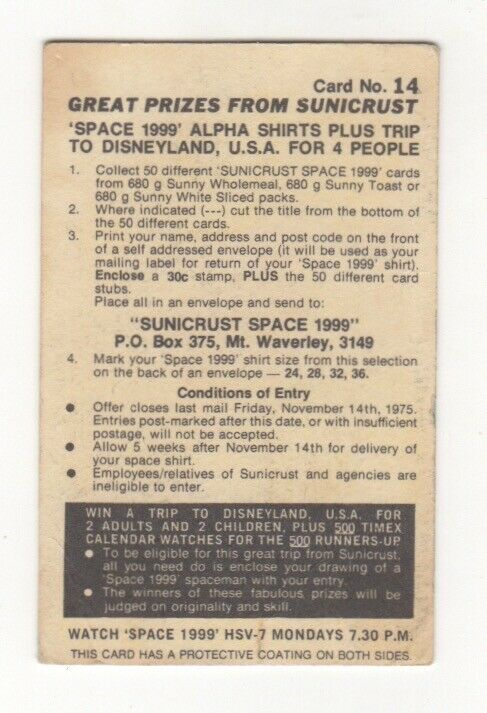 Card No. 14
GREAT PRIZES FROM SUNICRUST
'SPACE 1999' ALPHA SHIRTS PLUS TRIP
TO DISNEYLAND, U.S.A. FOR 4 PEOPLE
1. Collect 50 different 'SUNICRUST SPACE 1999' cards
from 680 g Sunny Wholemeal, 680 g Sunny Toast or
680 g Sunny White Sliced packs.
2. Where indicated (---) cut the title from the bottom of
the 50 different cards.
3. Print your name, address and post code on the front
of a self addressed envelope (it will be used as your
mailing label for return of your 'Space 1999' shirt).
Enclose a 30c stamp, PLUS the 50 different card
stubs.
Place all in an envelope and send to:
"SUNICRUST SPACE 1999"
P.O. Box 375, Mt. Waverley, 3149
4. Mark your 'Space 1999' shirt size from this selection
on the back of an envelope — 24, 28, 32, 36.
Conditions of Entry
● Offer closes last mail Friday, November 14th, 1975.
Entries post-marked after this date, or with insufficient
postage, will not be accepted.
● Allow 5 weeks after November 14th for delivery of
your space shirt.
● Employees/relatives of Sunicrust and agencies are
ineligible to enter.
WIN A TRIP TO DISNEYLAND, U.S.A. FOR
2 ADULTS AND 2 CHILDREN, PLUS 500 TIMEX
CALENDAR WATCHES FOR THE 500 RUNNERS-UP
● To be eligible for this great trip from Sunicrust,
all you need do is enclose your drawing of a
'Space 1999' spaceman with your entry.
● The winners of these fabulous prizes will be
judged on originality and skill.
WATCH 'SPACE 1999' HSV-7 MONDAYS 7.30 P.M.
THIS CARD HAS A PROTECTIVE COATING ON BOTH SIDES.